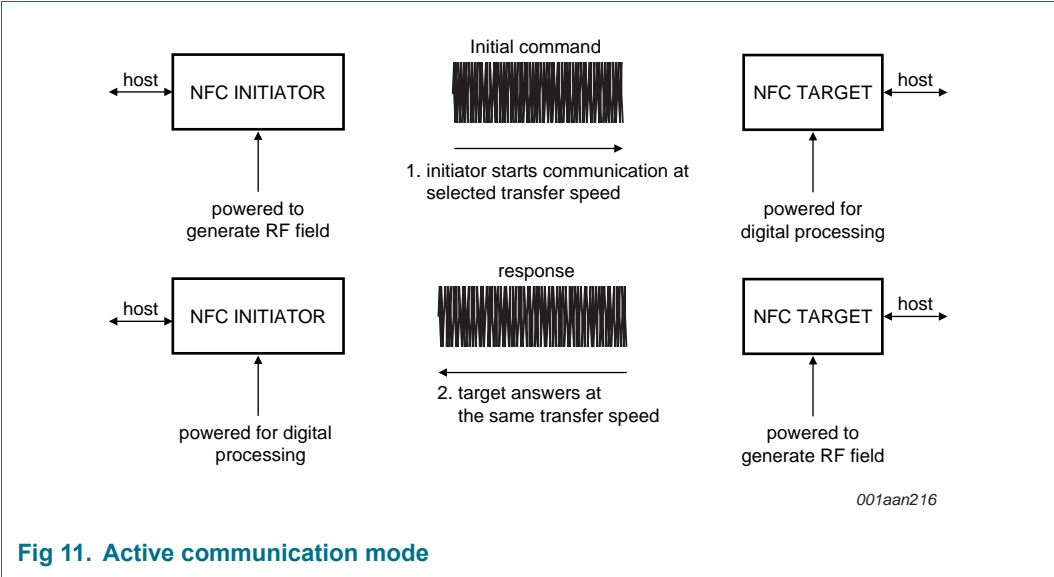 Initial command
host
NFC INITIATOR
NFC TARGET
host
1. initiator starts communication at
selected transfer speed
powered to
generate RF field
powered for
digital processing
response
host
NFC INITIATOR
NFC TARGET
host
2. target answers at
the same transfer speed
powered for digital
processing
powered to
generate RF field
001aan216
Fig 11. Active communication mode